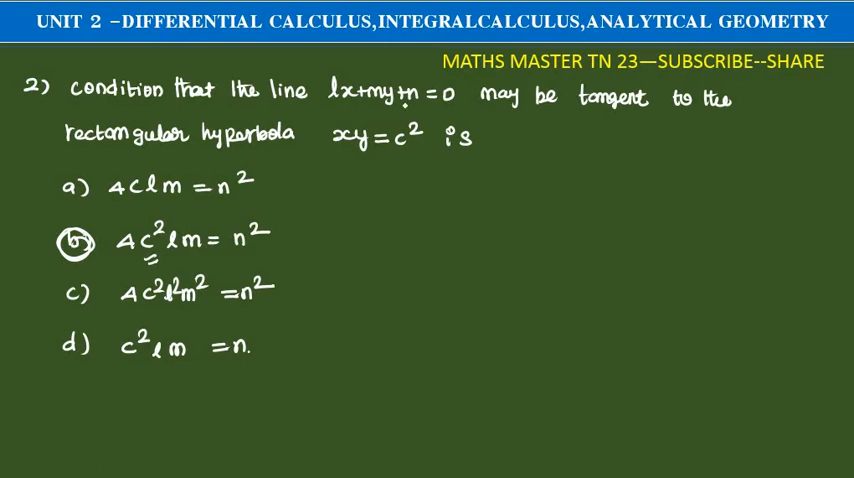 UNIT 2 –DIFFERENTIAL CALCULUS,INTEGRALCALCULUS,ANALYTICAL GEOMETRY
MATHS MASTER TN 23—SUBSCRIBE--SHARE
2) condition that the line lx+my+n=0 may be tangent to the
rectangular hyperbola xy=c² is
a) 4clm=n²
b) 4c²lm=n²
c) 4c²l²m²=n²
d) c²lm=n.